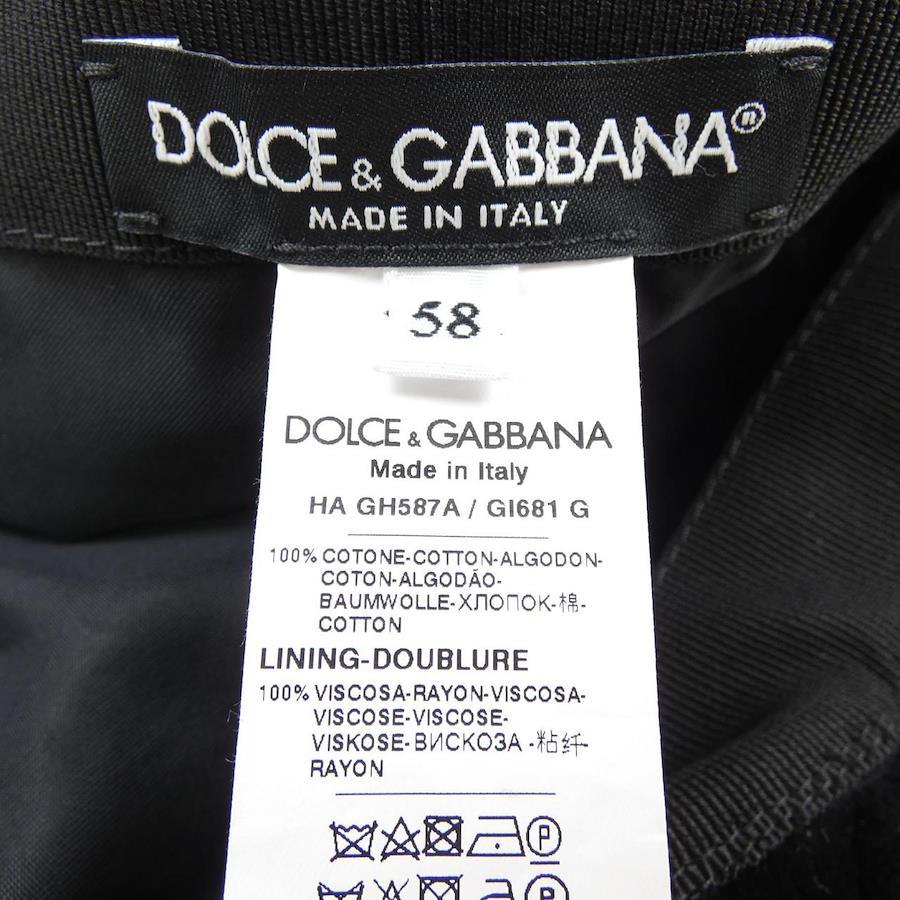 DOLCE & GABBANA®
MADE IN ITALY
58
DOLCE & GABBANA
Made in Italy
HA GH587A / GI681 G
100% COTONE-COTTON-ALGODON-
COTON-ALGODÃO-
BAUMWOLLE-ХЛОПОК-棉-
COTTON
LINING-DOUBLURE
100% VISCOSA-RAYON-VISCOSA-
VISCOSE-VISCOSE-
VISKOSE-ВИСКОЗА -粘纤-
RAYON
P